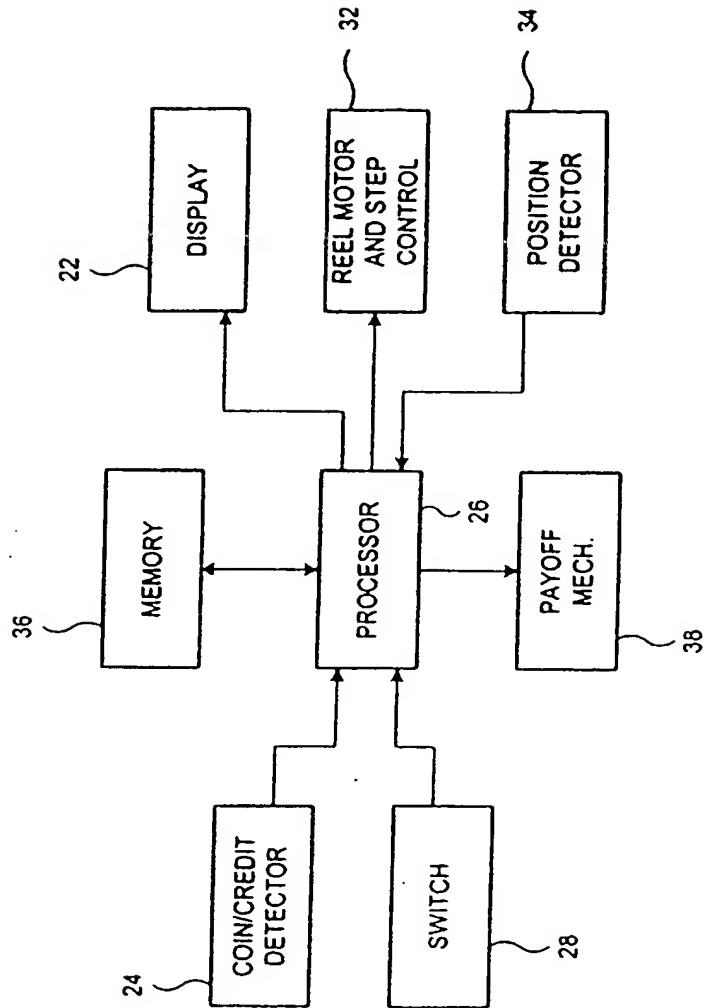 36
MEMORY
22
DISPLAY
24
COIN/CREDIT
DETECTOR
PROCESSOR
26
32
REEL MOTOR
AND STEP
CONTROL
28
SWITCH
38
PAYOFF
MECH.
34
POSITION
DETECTOR